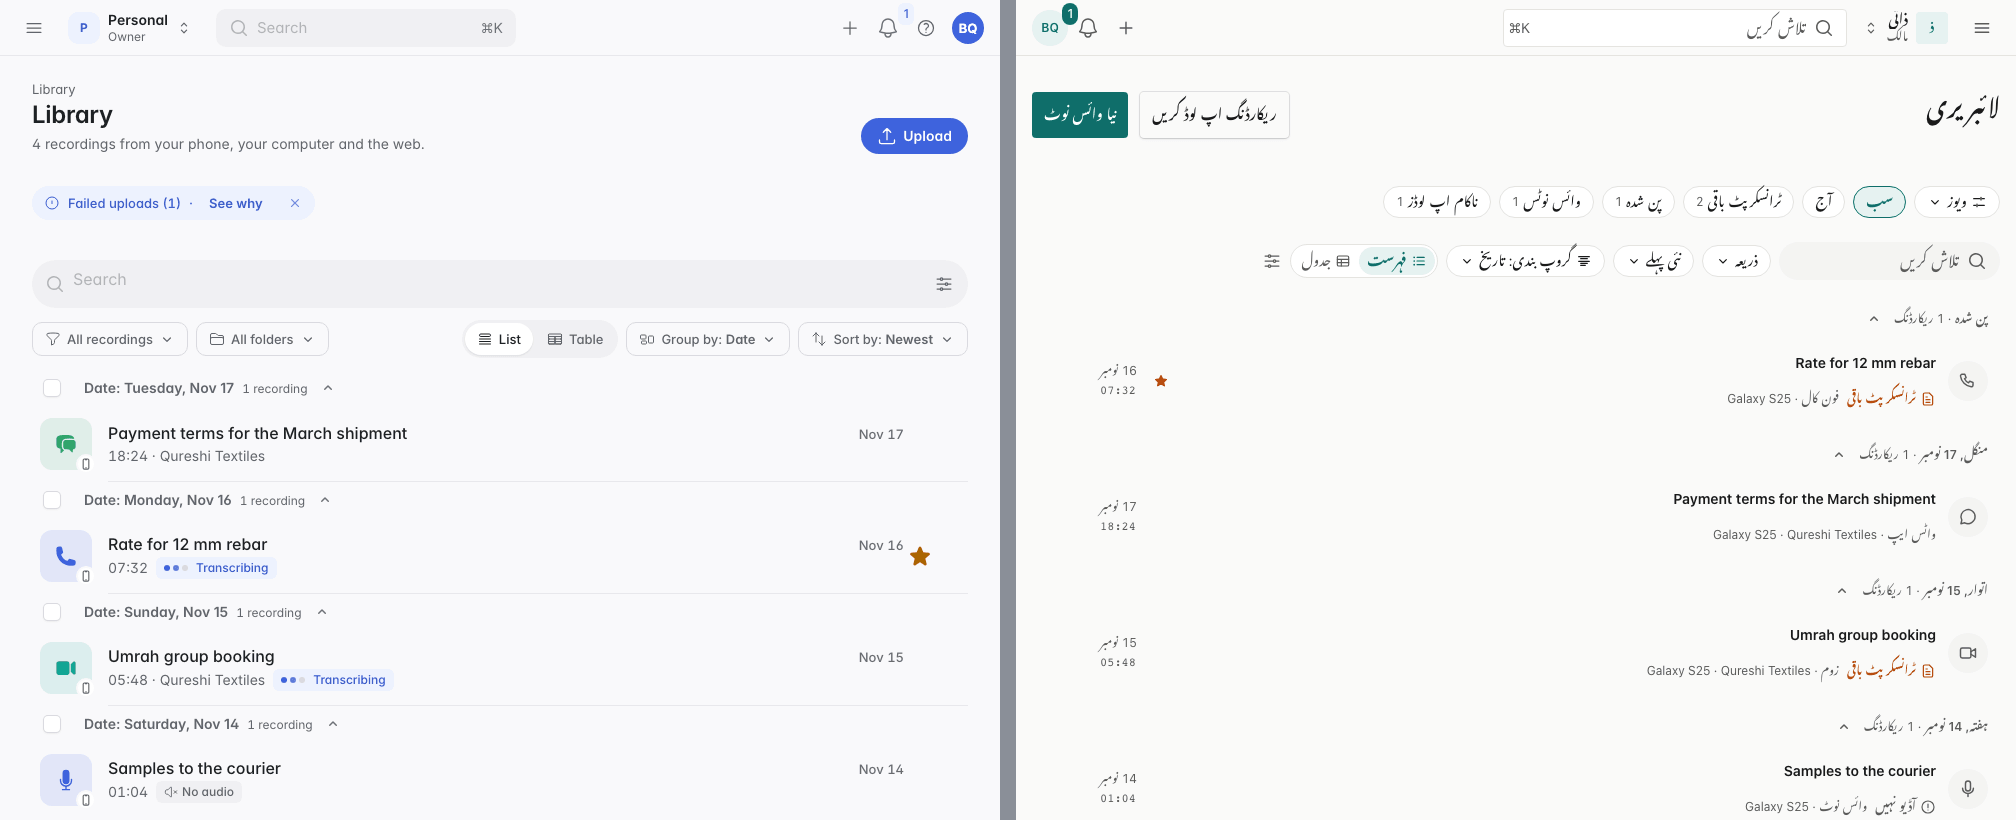 P
Personal
Owner
Search
⌘K
1
BQ
Library
Library
4 recordings from your phone, your computer and the web.
Upload
Failed uploads (1) · See why
Search
All recordings
All folders
List
Table
Group by: Date
Sort by: Newest
Date: Tuesday, Nov 17 1 recording
Payment terms for the March shipment
Nov 17
18:24 · Qureshi Textiles
Date: Monday, Nov 16 1 recording
Rate for 12 mm rebar
Nov 16
07:32 Transcribing
Date: Sunday, Nov 15 1 recording
Umrah group booking
Nov 15
05:48 · Qureshi Textiles Transcribing
Date: Saturday, Nov 14 1 recording
Samples to the courier
Nov 14
01:04 No audio
ذ
ذاتی
مالک
تلاش کریں
⌘K
1
BQ
لائبریری
ریکارڈنگ اپ لوڈ کریں
نیا وائس نوٹ
ویوز
سب
آج
ٹرانسکرپٹ باقی 2
پن شدہ 1
وائس نوٹس 1
ناکام اپ لوڈز 1
تلاش کریں
ذریعہ
نئی پہلے
گروپ بندی: تاریخ
فہرست
جدول
پن شدہ · 1 ریکارڈنگ
Rate for 12 mm rebar
16 نومبر
ٹرانسکرپٹ باقی فون کال · Galaxy S25
07:32
منگل, 17 نومبر · 1 ریکارڈنگ
Payment terms for the March shipment
17 نومبر
واٹس ایپ · Galaxy S25 · Qureshi Textiles
18:24
اتوار, 15 نومبر · 1 ریکارڈنگ
Umrah group booking
15 نومبر
ٹرانسکرپٹ باقی زوم · Galaxy S25 · Qureshi Textiles
05:48
ہفتہ, 14 نومبر · 1 ریکارڈنگ
Samples to the courier
14 نومبر
آڈیو نہیں وائس نوٹ · Galaxy S25
01:04